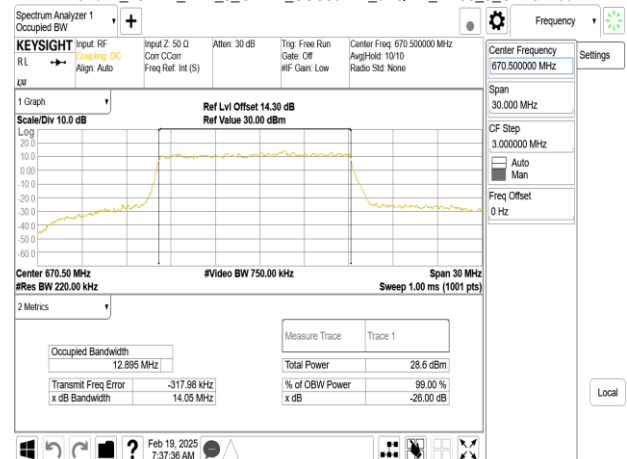 Spectrum Analyzer 1
Occupied BW
Frequency
KEYSIGHT
RL
Input: RF
Coupling: DC
Align: Auto
Input Z: 50 Ω
Corr CCorr
Freq Ref: Int (S)
Atten: 30 dB
Trig: Free Run
Gate: Off
#IF Gain: Low
Center Freq: 670.500000 MHz
Avg|Hold: 10/10
Radio Std: None
Center Frequency
670.500000 MHz
Settings
Span
30.000 MHz
CF Step
3.000000 MHz
Auto
Man
Freq Offset
0 Hz
1 Graph
Scale/Div 10.0 dB
Ref Lvl Offset 14.30 dB
Ref Value 30.00 dBm
Log
20.0
10.0
0.00
-10.0
-20.0
-30.0
-40.0
-50.0
-60.0
Center 670.50 MHz
#Video BW 750.00 kHz
Span 30 MHz
#Res BW 220.00 kHz
Sweep 1.00 ms (1001 pts)
2 Metrics
Measure Trace
Trace 1
Occupied Bandwidth
12.895 MHz
Total Power
28.6 dBm
Transmit Freq Error
-317.98 kHz
% of OBW Power
99.00 %
x dB Bandwidth
14.05 MHz
x dB
-26.00 dB
Local
Feb 19, 2025
7:37:36 AM